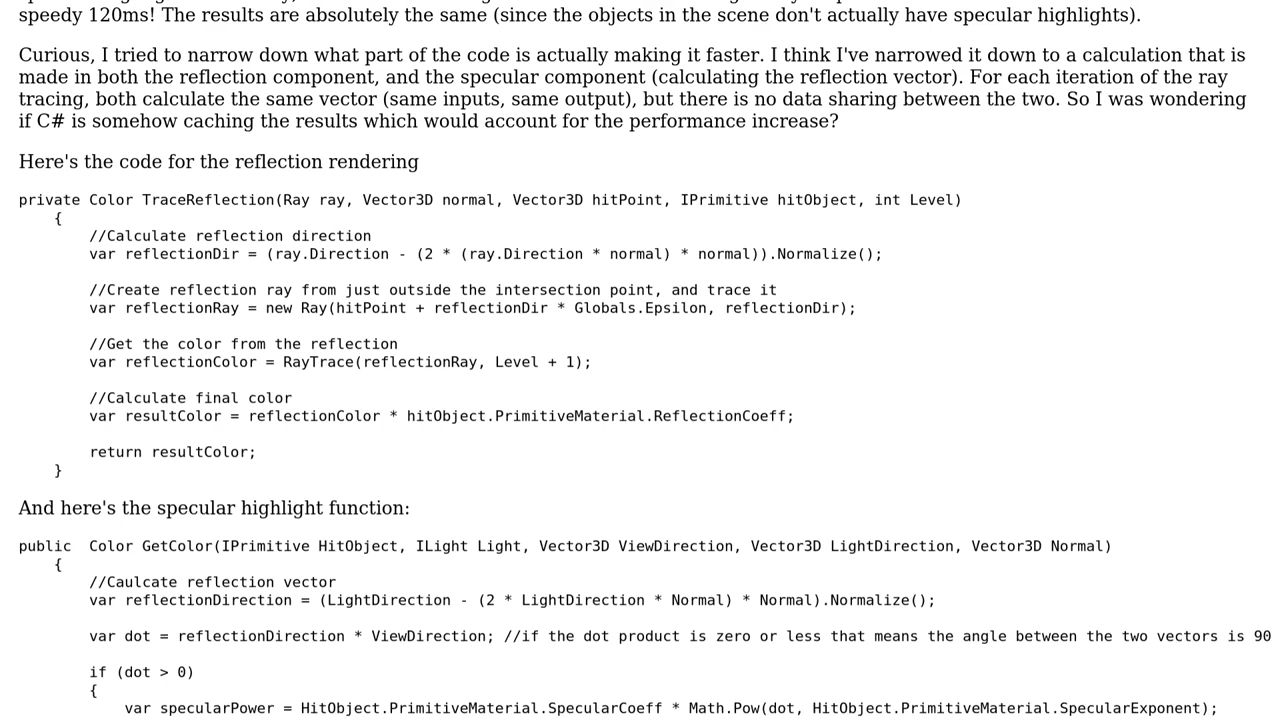 speedy 120ms! The results are absolutely the same (since the objects in the scene don't actually have specular highlights).
Curious, I tried to narrow down what part of the code is actually making it faster. I think I've narrowed it down to a calculation that is
made in both the reflection component, and the specular component (calculating the reflection vector). For each iteration of the ray
tracing, both calculate the same vector (same inputs, same output), but there is no data sharing between the two. So I was wondering
if C# is somehow caching the results which would account for the performance increase?
Here's the code for the reflection rendering
private Color TraceReflection(Ray ray, Vector3D normal, Vector3D hitPoint, IPrimitive hitObject, int Level)
{
//Calculate reflection direction
var reflectionDir = (ray.Direction - (2 * (ray.Direction * normal) * normal)).Normalize();
//Create reflection ray from just outside the intersection point, and trace it
var reflectionRay = new Ray(hitPoint + reflectionDir * Globals.Epsilon, reflectionDir);
//Get the color from the reflection
var reflectionColor = RayTrace(reflectionRay, Level + 1);
//Calculate final color
var resultColor = reflectionColor * hitObject.PrimitiveMaterial.ReflectionCoeff;
return resultColor;
}
And here's the specular highlight function:
public  Color GetColor(IPrimitive HitObject, ILight Light, Vector3D ViewDirection, Vector3D LightDirection, Vector3D Normal)
{
//Caulcate reflection vector
var reflectionDirection = (LightDirection - (2 * LightDirection * Normal) * Normal).Normalize();
var dot = reflectionDirection * ViewDirection; //if the dot product is zero or less that means the angle between the two vectors is 90
if (dot > 0)
{
var specularPower = HitObject.PrimitiveMaterial.SpecularCoeff * Math.Pow(dot, HitObject.PrimitiveMaterial.SpecularExponent);